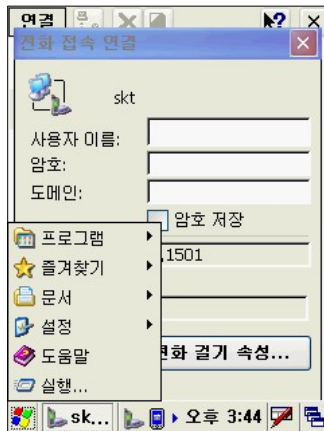 연결
전화 접속 연결
skt
사용자 이름:
암호:
도메인:
암호 저장
프로그램
즐겨찾기
,1501
문서
설정
도움말
전화 걸기 속성...
실행...
sk...
오후 3:44